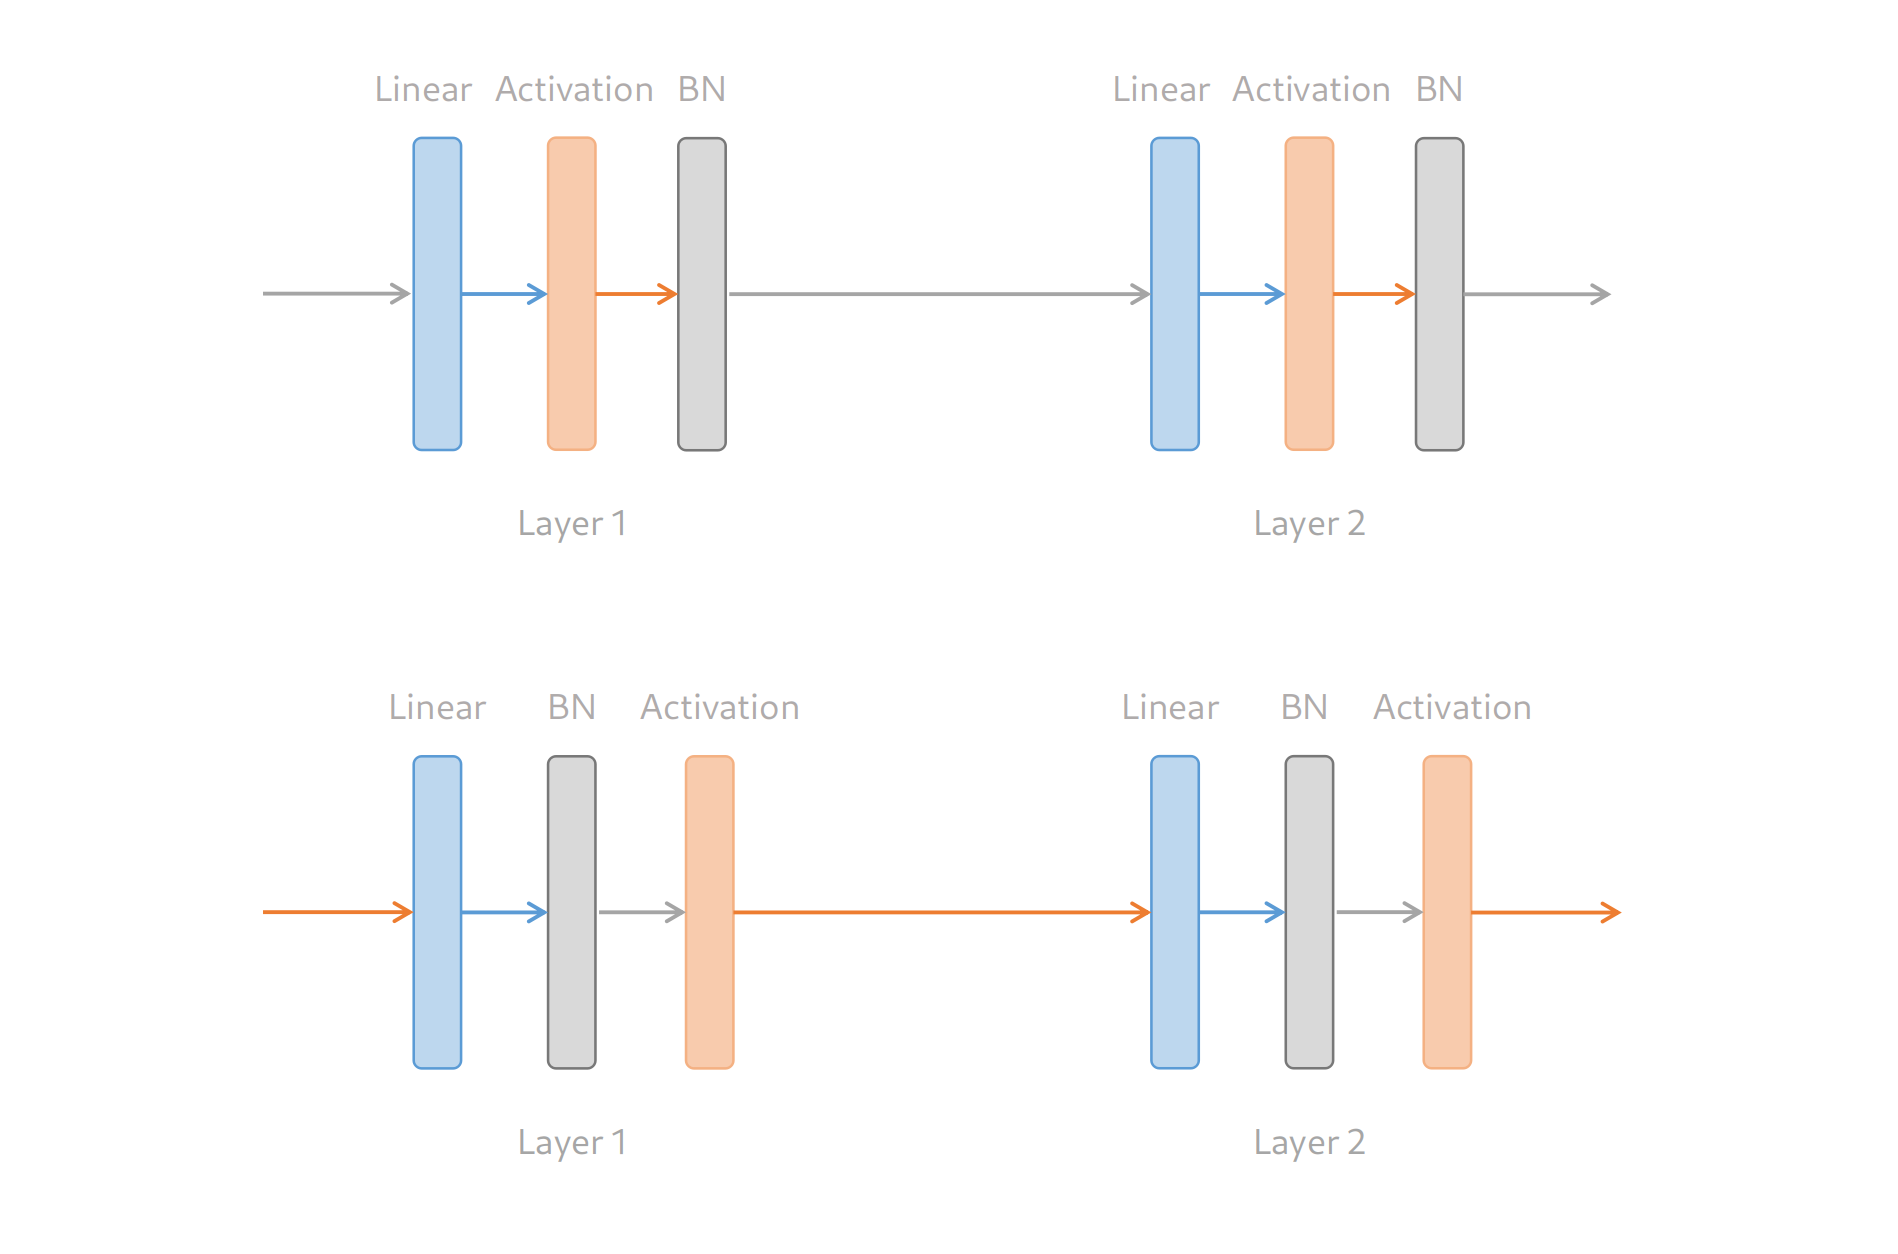 Linear Activation BN Linear Activation BN
Layer 1 Layer 2
Linear BN Activation Linear BN Activation
Layer 1 Layer 2